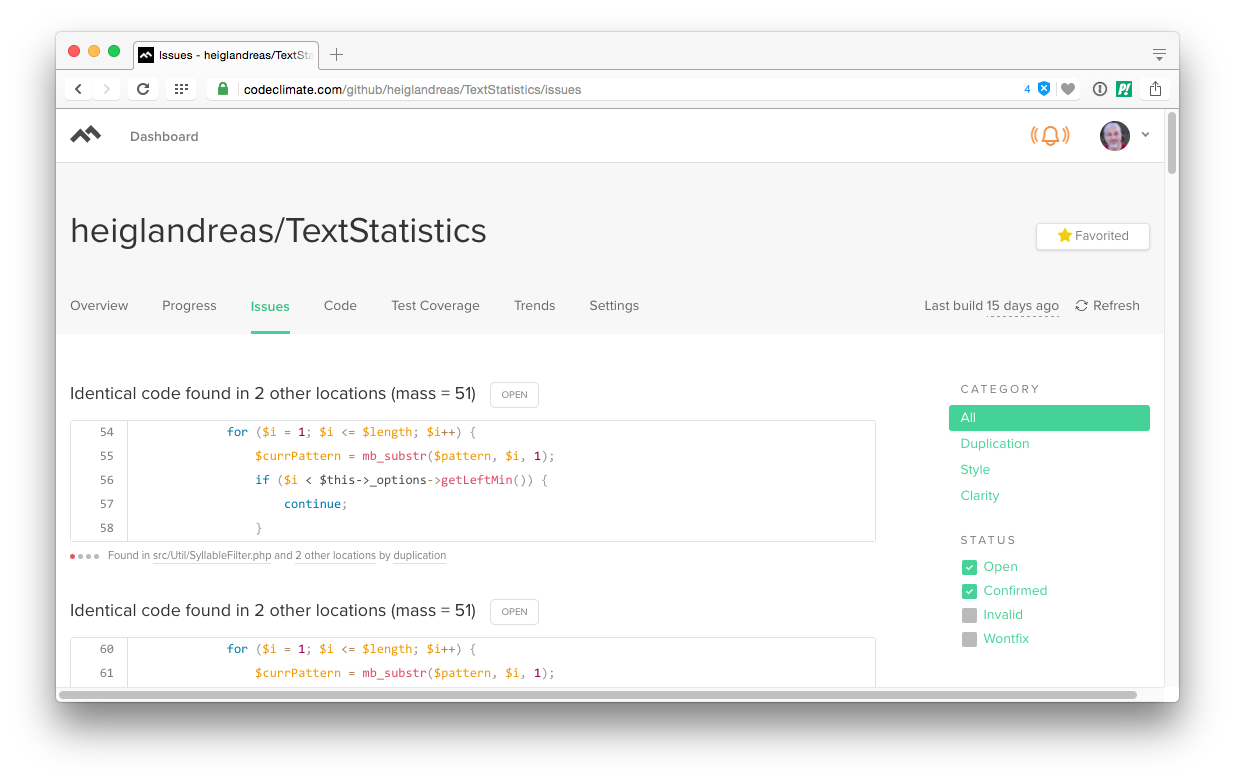 Issues - heiglandreas/TextSta
codeclimate.com/github/heiglandreas/TextStatistics/issues
4
P!
Dashboard
heiglandreas/TextStatistics
Favorited
Overview Progress Issues Code Test Coverage Trends Settings
Last build 15 days ago Refresh
Identical code found in 2 other locations (mass = 51) OPEN
54 for ($i = 1; $i <= $length; $i++) {
55 $currPattern = mb_substr($pattern, $i, 1);
56 if ($i < $this->_options->getLeftMin()) {
57 continue;
58 }
Found in src/Util/SyllableFilter.php and 2 other locations by duplication
Identical code found in 2 other locations (mass = 51) OPEN
60 for ($i = 1; $i <= $length; $i++) {
61 $currPattern = mb_substr($pattern, $i, 1);
CATEGORY
All
Duplication
Style
Clarity
STATUS
Open
Confirmed
Invalid
Wontfix